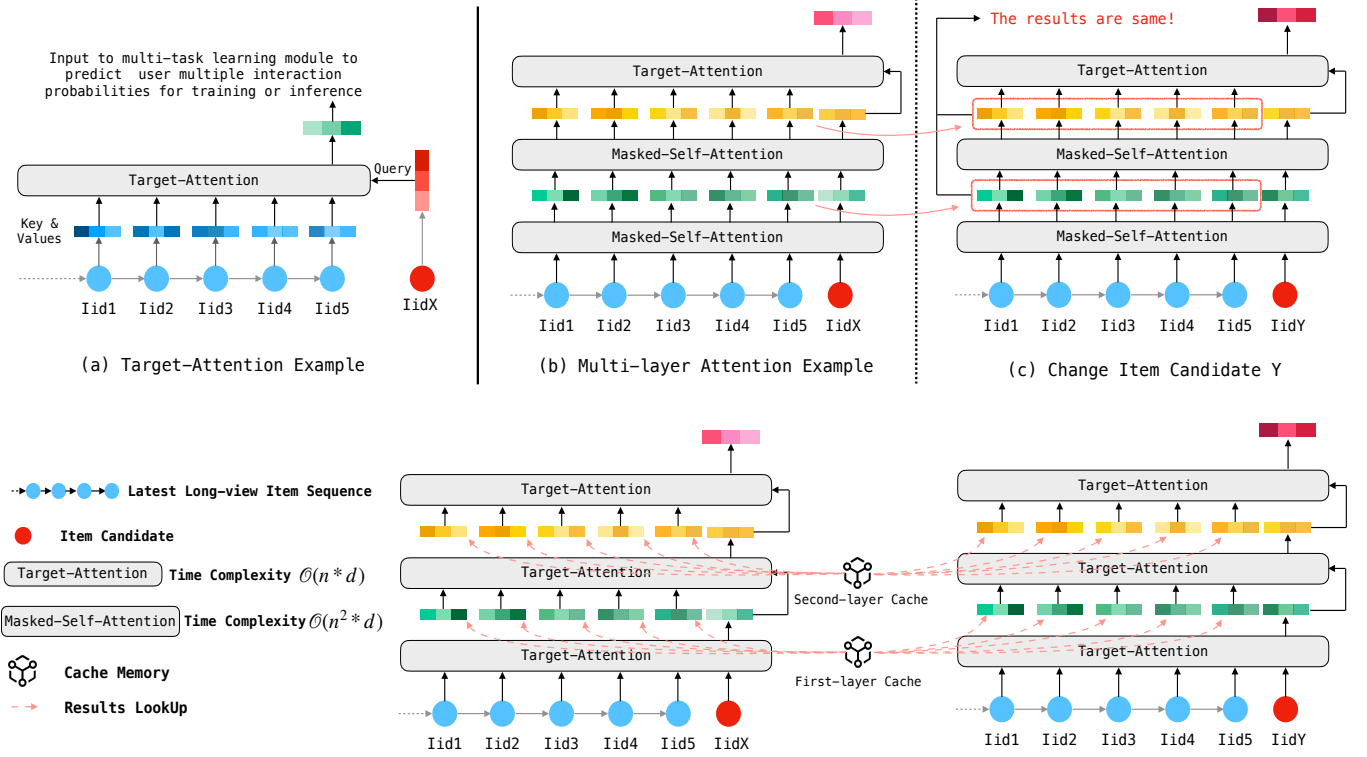 Input to multi-task learning module to
predict user multiple interaction
probabilities for training or inference
Target-Attention
Query
Key &
Values
Iid1 Iid2 Iid3 Iid4 Iid5 IidX
(a) Target-Attention Example
Target-Attention
Masked-Self-Attention
Masked-Self-Attention
Iid1 Iid2 Iid3 Iid4 Iid5 IidX
(b) Multi-layer Attention Example
The results are same!
Target-Attention
Masked-Self-Attention
Masked-Self-Attention
Iid1 Iid2 Iid3 Iid4 Iid5 IidY
(c) Change Item Candidate Y
Latest Long-view Item Sequence
Item Candidate
Target-Attention Time Complexity 𝒪(n * d)
Masked-Self-Attention Time Complexity 𝒪(n² * d)
Cache Memory
Results LookUp
Target-Attention
Target-Attention
Target-Attention
Iid1 Iid2 Iid3 Iid4 Iid5 IidX
Second-layer Cache
First-layer Cache
Target-Attention
Target-Attention
Target-Attention
Iid1 Iid2 Iid3 Iid4 Iid5 IidY